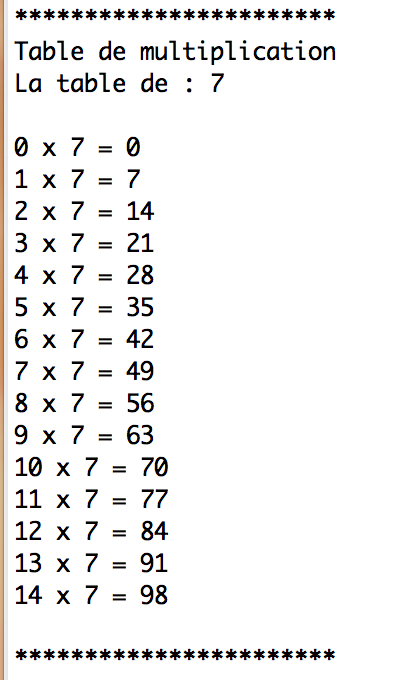 ***********************
Table de multiplication
La table de : 7
0 x 7 = 0
1 x 7 = 7
2 x 7 = 14
3 x 7 = 21
4 x 7 = 28
5 x 7 = 35
6 x 7 = 42
7 x 7 = 49
8 x 7 = 56
9 x 7 = 63
10 x 7 = 70
11 x 7 = 77
12 x 7 = 84
13 x 7 = 91
14 x 7 = 98
***********************